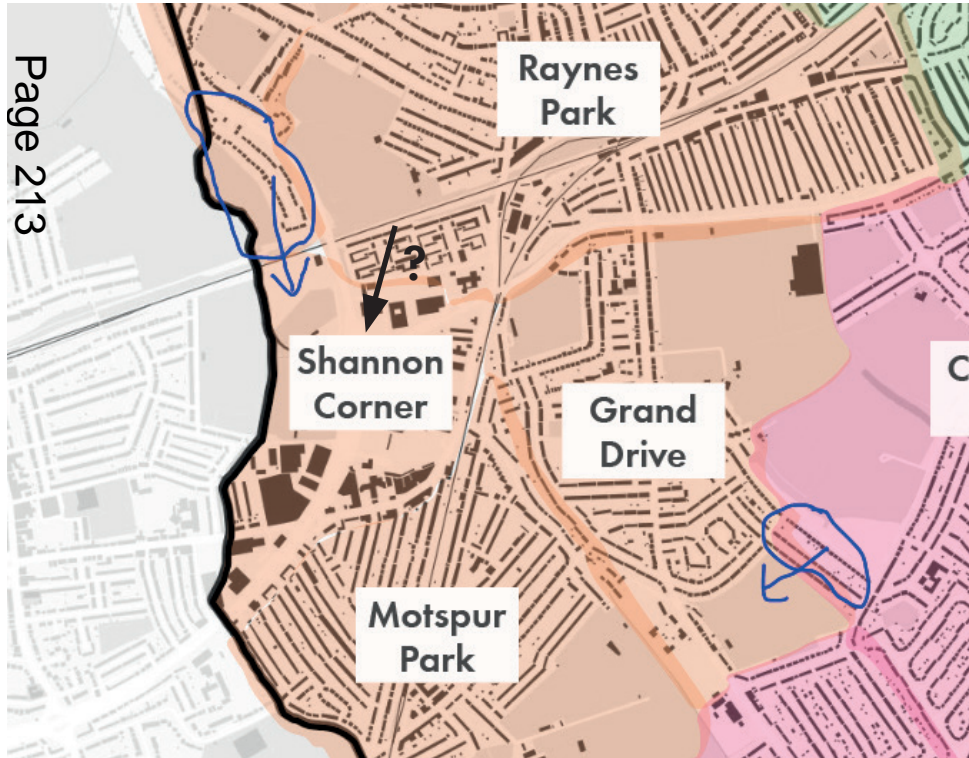 Page 213
Raynes
Park
?
Shannon
Corner
Grand
Drive
C
Motspur
Park